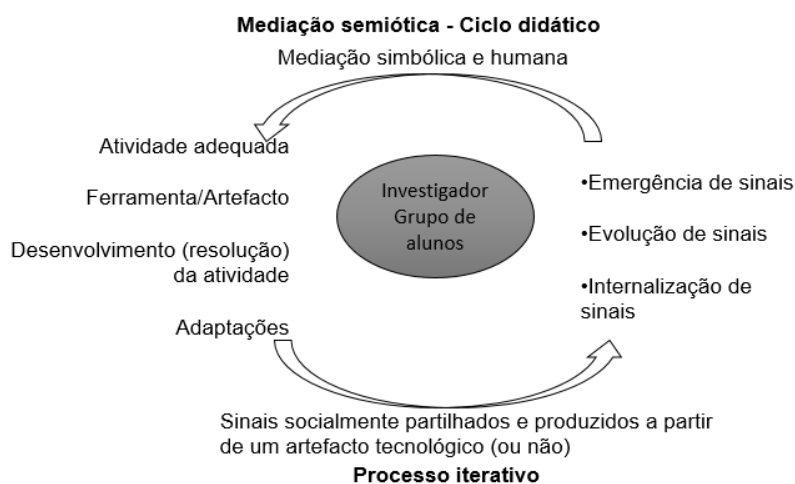 Mediação semiótica - Ciclo didático
Mediação simbólica e humana
Atividade adequada
Ferramenta/Artefacto
Desenvolvimento (resolução)
da atividade
Adaptações
Investigador
Grupo de
alunos
•Emergência de sinais
•Evolução de sinais
•Internalização de
sinais
Sinais socialmente partilhados e produzidos a partir
de um artefacto tecnológico (ou não)
Processo iterativo